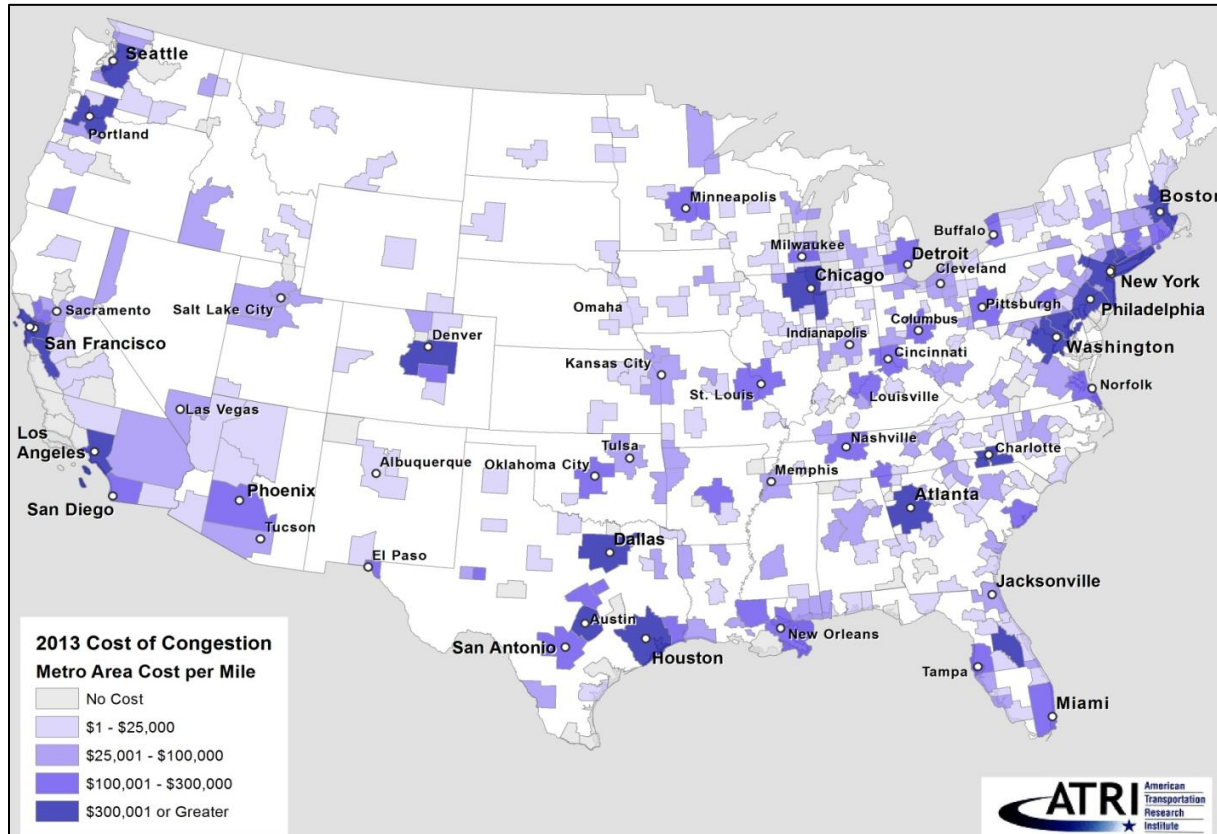 Seattle
Portland
Minneapolis
Boston
Buffalo
Milwaukee
Detroit
Cleveland
Chicago
New York
Sacramento
Salt Lake City
Omaha
Pittsburgh
Philadelphia
San Francisco
Denver
Indianapolis
Columbus
Washington
Kansas City
Cincinnati
St. Louis
Louisville
Norfolk
Las Vegas
Los
Angeles
Tulsa
Nashville
Charlotte
Albuquerque
Oklahoma City
Memphis
Phoenix
Atlanta
San Diego
Tucson
El Paso
Dallas
Jacksonville
Austin
New Orleans
San Antonio
Houston
Tampa
Miami
2013 Cost of Congestion
Metro Area Cost per Mile
No Cost
$1 - $25,000
$25,001 - $100,000
$100,001 - $300,000
$300,001 or Greater
ATRI
American
Transportation
Research
Institute